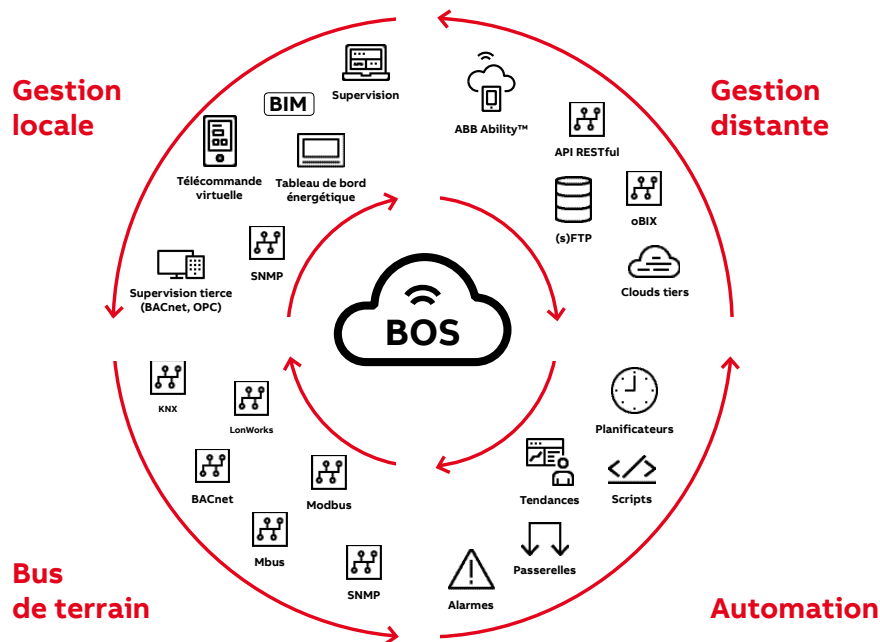 Gestion
locale
BIM
Supervision
Télécommande
virtuelle
Tableau de bord
énergétique
SNMP
Supervision tierce
(BACnet, OPC)
Gestion
distante
ABB Ability™
API RESTful
(s)FTP
oBIX
Clouds tiers
BOS
KNX
LonWorks
BACnet
Modbus
Mbus
SNMP
Bus
de terrain
Planificateurs
Tendances
Scripts
Passerelles
Alarmes
Automation